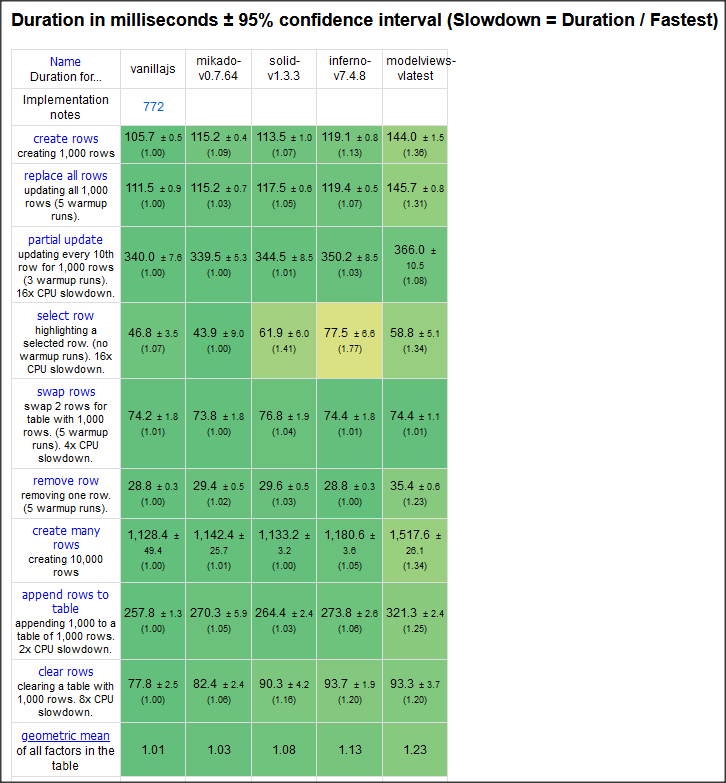 Duration in milliseconds ± 95% confidence interval (Slowdown = Duration / Fastest)
Name
Duration for...
vanillajs
mikado-
v0.7.64
solid-
v1.3.3
inferno-
v7.4.8
modelviews-
vlatest
Implementation
notes
772
create rows
creating 1,000 rows
105.7 ± 0.5
(1.00)
115.2 ± 0.4
(1.09)
113.5 ± 1.0
(1.07)
119.1 ± 0.8
(1.13)
144.0 ± 1.5
(1.36)
replace all rows
updating all 1,000
rows (5 warmup
runs).
111.5 ± 0.9
(1.00)
115.2 ± 0.7
(1.03)
117.5 ± 0.6
(1.05)
119.4 ± 0.5
(1.07)
145.7 ± 0.8
(1.31)
partial update
updating every 10th
row for 1,000 rows
(3 warmup runs).
16x CPU slowdown.
340.0 ± 7.6
(1.00)
339.5 ± 5.3
(1.00)
344.5 ± 8.5
(1.01)
350.2 ± 8.5
(1.03)
366.0 ±
10.5
(1.08)
select row
highlighting a
selected row. (no
warmup runs). 16x
CPU slowdown.
46.8 ± 3.5
(1.07)
43.9 ± 9.0
(1.00)
61.9 ± 6.0
(1.41)
77.5 ± 6.6
(1.77)
58.8 ± 5.1
(1.34)
swap rows
swap 2 rows for
table with 1,000
rows. (5 warmup
runs). 4x CPU
slowdown.
74.2 ± 1.8
(1.01)
73.8 ± 1.8
(1.00)
76.8 ± 1.9
(1.04)
74.4 ± 1.8
(1.01)
74.4 ± 1.1
(1.01)
remove row
removing one row.
(5 warmup runs).
28.8 ± 0.3
(1.00)
29.4 ± 0.5
(1.02)
29.6 ± 0.5
(1.03)
28.8 ± 0.3
(1.00)
35.4 ± 0.6
(1.23)
create many
rows
creating 10,000
rows
1,128.4 ±
49.4
(1.00)
1,142.4 ±
25.7
(1.01)
1,133.2 ±
3.2
(1.00)
1,180.6 ±
3.6
(1.05)
1,517.6 ±
26.1
(1.34)
append rows to
table
appending 1,000 to a
table of 1,000 rows.
2x CPU slowdown.
257.8 ± 1.3
(1.00)
270.3 ± 5.9
(1.05)
264.4 ± 2.4
(1.03)
273.8 ± 2.6
(1.06)
321.3 ± 2.4
(1.25)
clear rows
clearing a table with
1,000 rows. 8x CPU
slowdown.
77.8 ± 2.5
(1.00)
82.4 ± 2.4
(1.06)
90.3 ± 4.2
(1.16)
93.7 ± 1.9
(1.20)
93.3 ± 3.7
(1.20)
geometric mean
of all factors in the
table
1.01
1.03
1.08
1.13
1.23